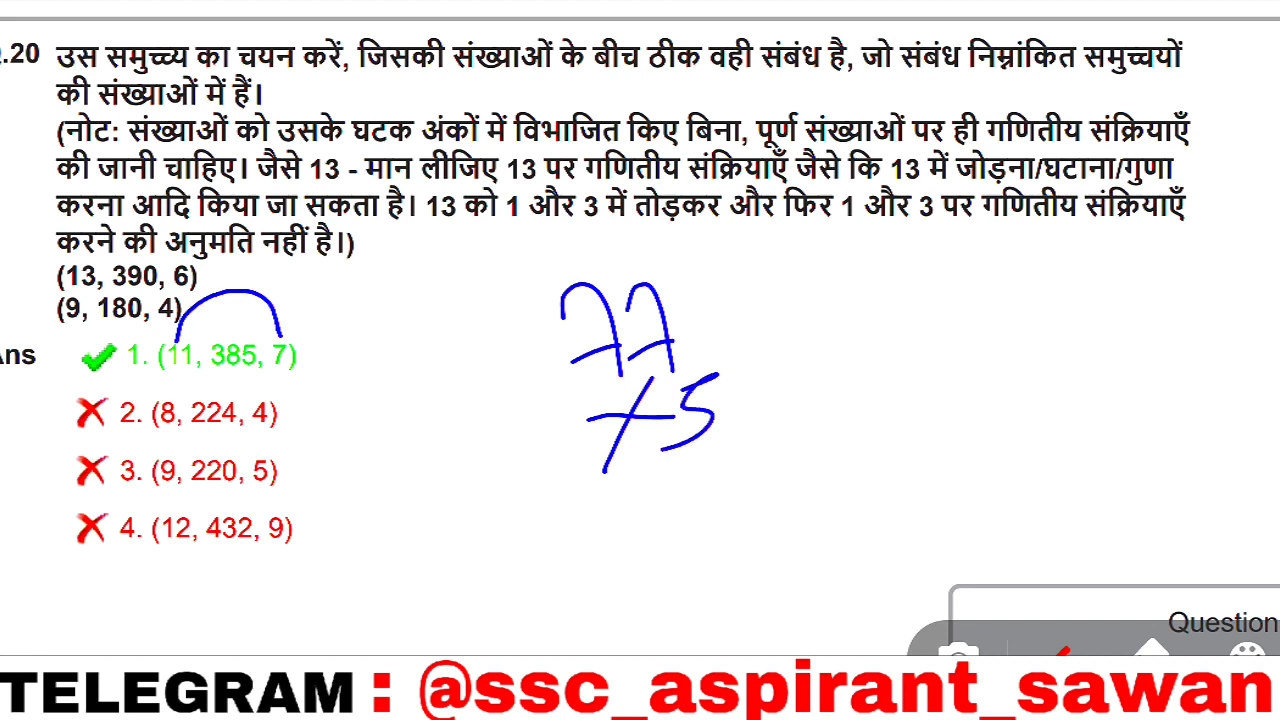 .20 उस समुच्च्य का चयन करें, जिसकी संख्याओं के बीच ठीक वही संबंध है, जो संबंध निम्नांकित समुच्चयों
की संख्याओं में हैं।
(नोट: संख्याओं को उसके घटक अंकों में विभाजित किए बिना, पूर्ण संख्याओं पर ही गणितीय संक्रियाएँ
की जानी चाहिए। जैसे 13 - मान लीजिए 13 पर गणितीय संक्रियाएँ जैसे कि 13 में जोड़ना/घटाना/गुणा
करना आदि किया जा सकता है। 13 को 1 और 3 में तोड़कर और फिर 1 और 3 पर गणितीय संक्रियाएँ
करने की अनुमति नहीं है।)
(13, 390, 6)
(9, 180, 4)
Ans 1. (11, 385, 7)
77
×5
2. (8, 224, 4)
3. (9, 220, 5)
4. (12, 432, 9)
Question
TELEGRAM : @ssc_aspirant_sawan